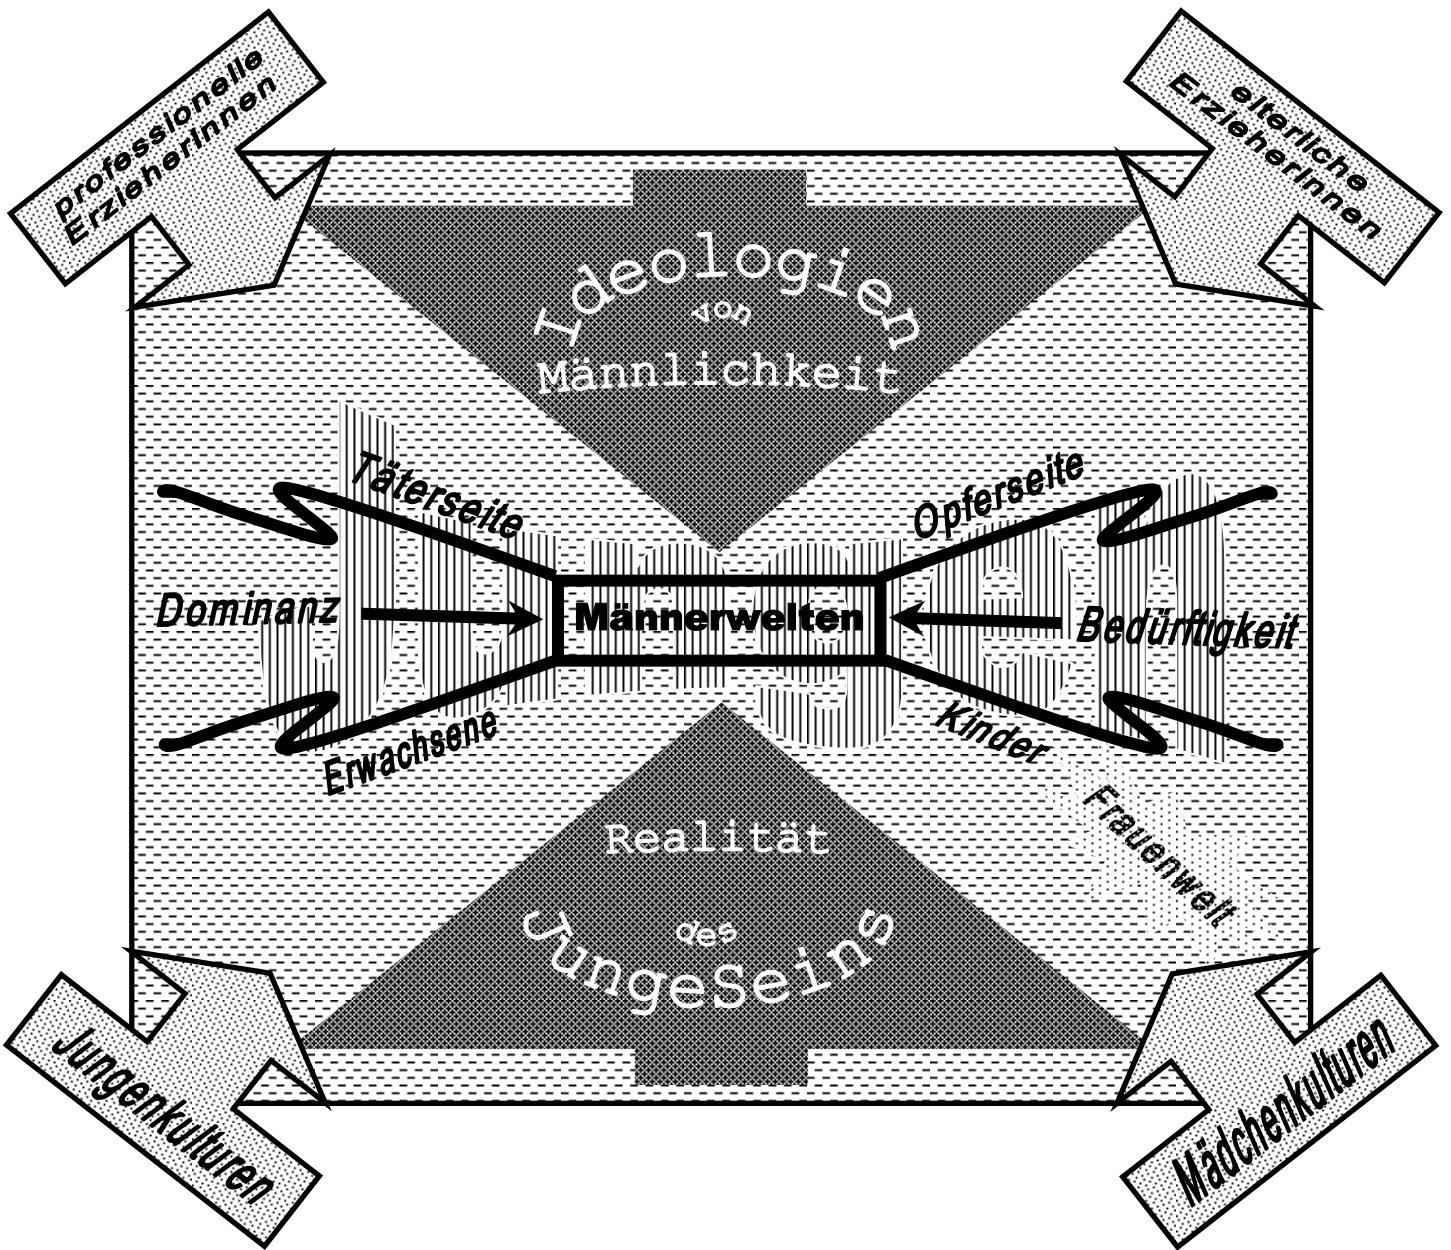 professionelle
ErzieherInnen
elterliche
ErzieherInnen
Ideologien
von
Männlichkeit
Täterseite
Opferseite
Jungen
Dominanz
Männerwelten
Bedürftigkeit
Erwachsene
Kinder
Frauenwelt
Realität
des
JungeSeins
Jungenkulturen
Mädchenkulturen